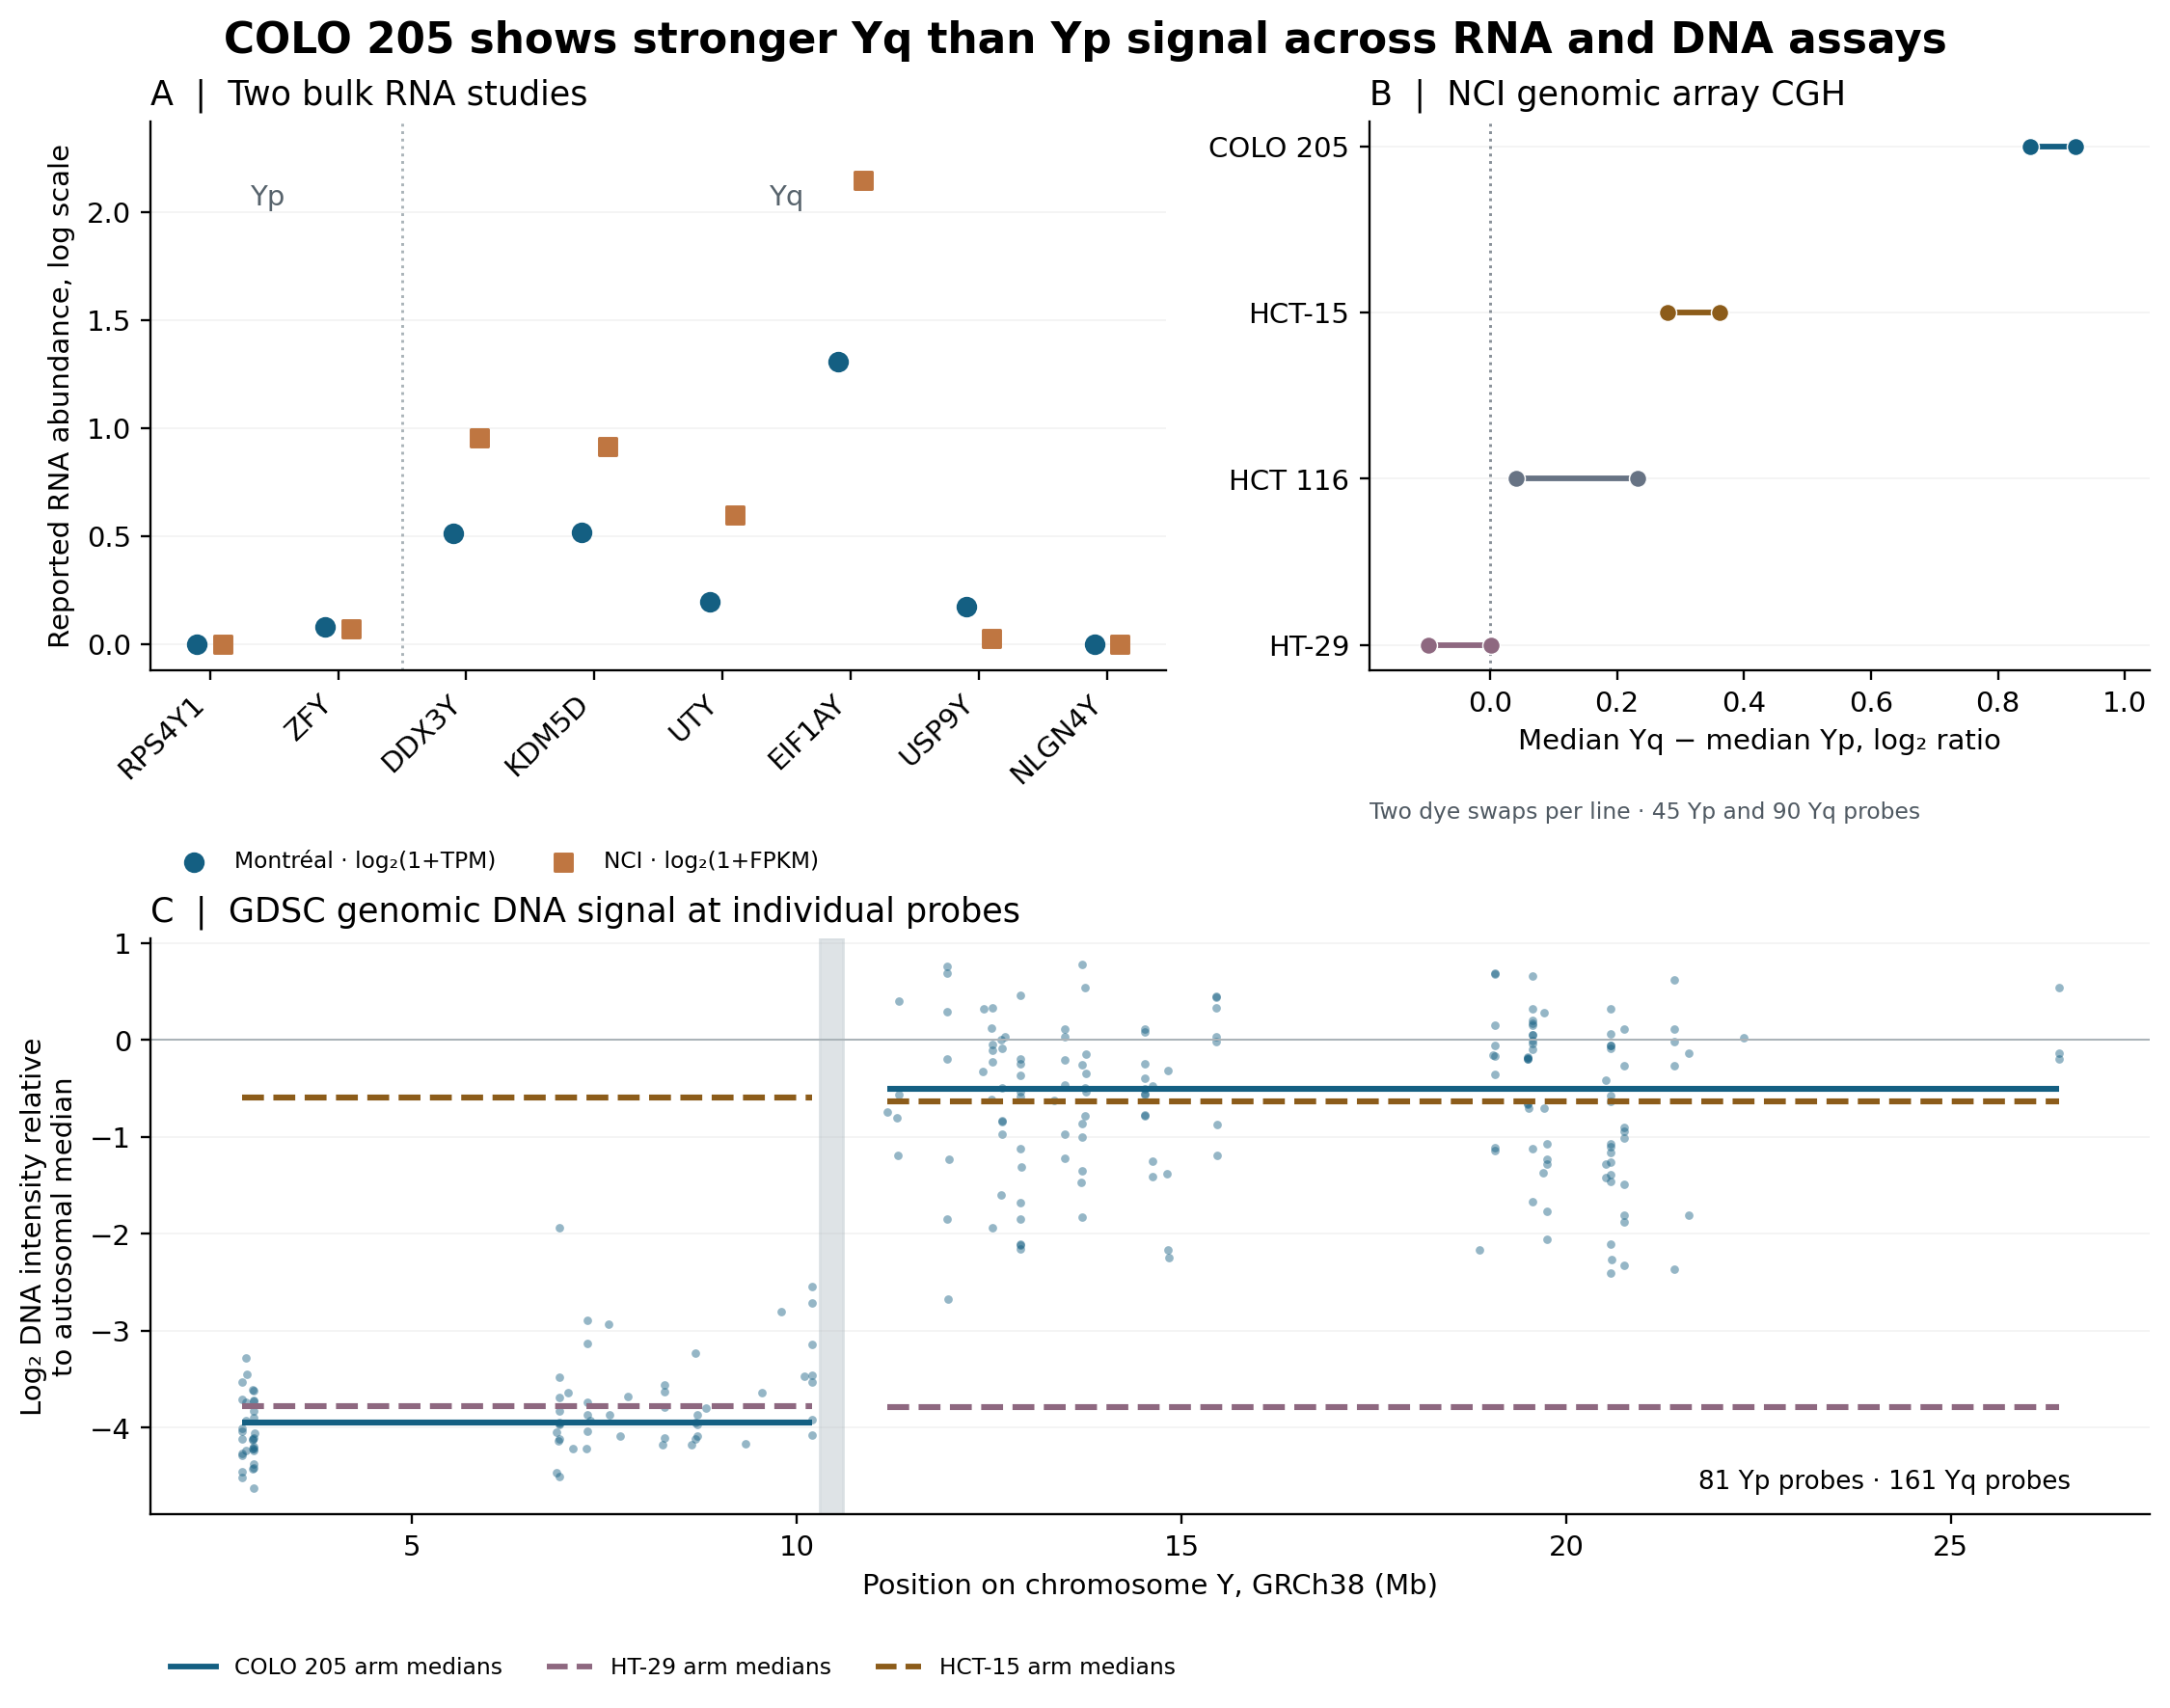 COLO 205 shows stronger Yq than Yp signal across RNA and DNA assays
A | Two bulk RNA studies
Reported RNA abundance, log scale
2.0
1.5
1.0
0.5
0.0
Yp
Yq
RPS4Y1
ZFY
DDX3Y
KDM5D
UTY
EIF1AY
USP9Y
NLGN4Y
Montréal · log₂(1+TPM)
NCI · log₂(1+FPKM)
B | NCI genomic array CGH
COLO 205
HCT-15
HCT 116
HT-29
0.0
0.2
0.4
0.6
0.8
1.0
Median Yq − median Yp, log₂ ratio
Two dye swaps per line · 45 Yp and 90 Yq probes
C | GDSC genomic DNA signal at individual probes
Log₂ DNA intensity relative
to autosomal median
1
0
−1
−2
−3
−4
81 Yp probes · 161 Yq probes
5
10
15
20
25
Position on chromosome Y, GRCh38 (Mb)
COLO 205 arm medians
HT-29 arm medians
HCT-15 arm medians